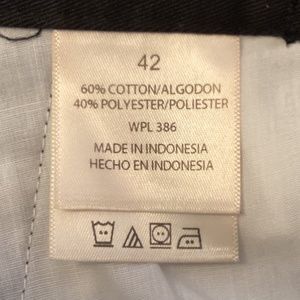 42
60% COTTON/ALGODON
40% POLYESTER/POLIESTER
WPL 386
MADE IN INDONESIA
HECHO EN INDONESIA